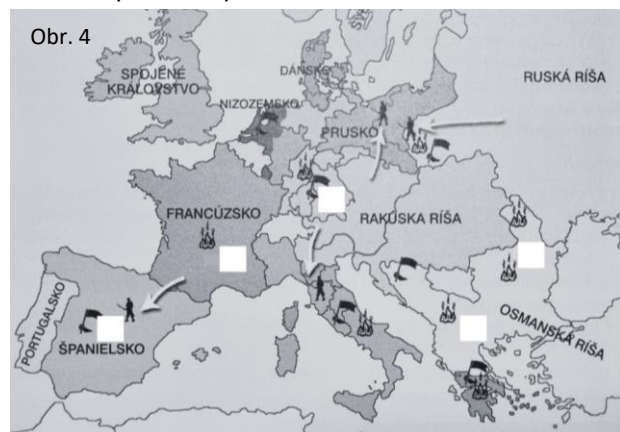 Obr. 4
SPOJENÉ
KRÁĽOVSTVO
DÁNSKO
RUSKÁ RÍŠA
NIZOZEMSKO
PRUSKO
FRANCÚZSKO
RAKÚSKA RÍŠA
PORTUGALSKO
ŠPANIELSKO
OSMANSKÁ RÍŠA